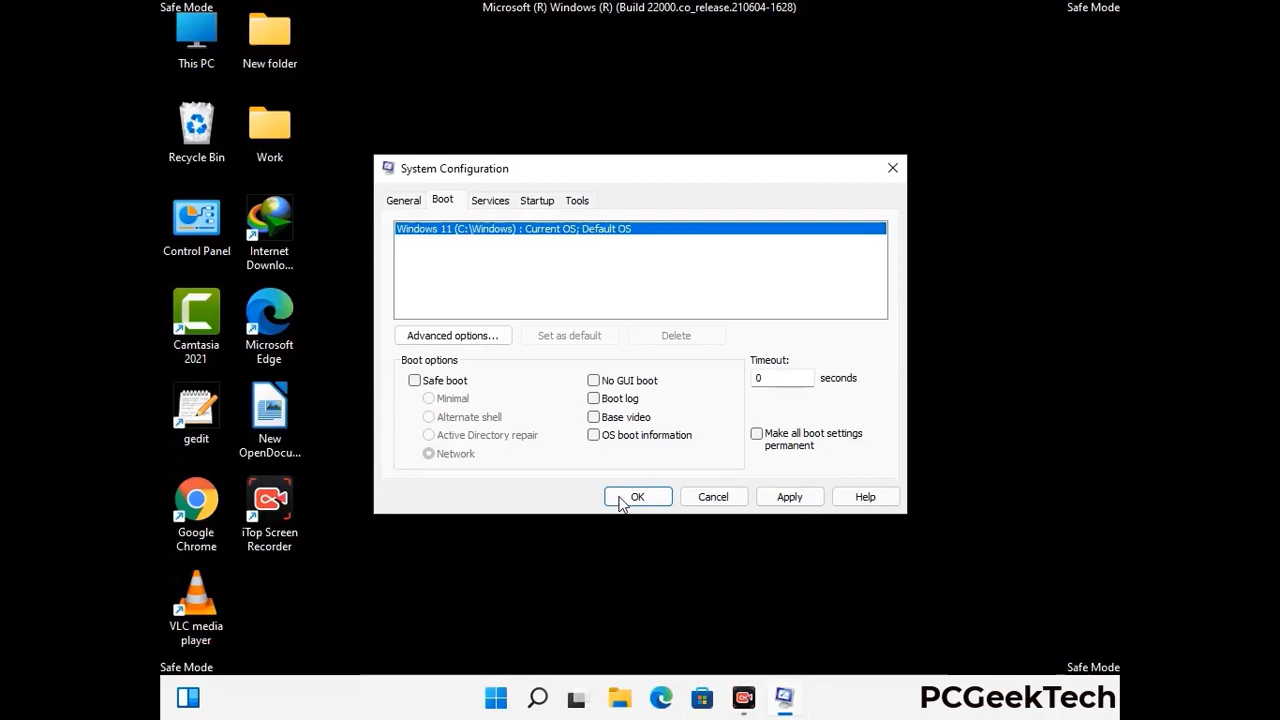 Safe Mode
Microsoft (R) Windows (R) (Build 22000.co_release.210604-1628)
Safe Mode
This PC
New folder
Recycle Bin
Work
Control Panel
Internet
Downlo...
Camtasia
2021
Microsoft
Edge
gedit
New
OpenDocu...
Google
Chrome
iTop Screen
Recorder
VLC media
player
System Configuration
General
Boot
Services
Startup
Tools
Windows 11 (C:\Windows) : Current OS; Default OS
Advanced options...
Set as default
Delete
Boot options
Safe boot
Minimal
Alternate shell
Active Directory repair
Network
No GUI boot
Boot log
Base video
OS boot information
Timeout:
0 seconds
Make all boot settings
permanent
OK
Cancel
Apply
Help
Safe Mode
Safe Mode
PCGeekTech